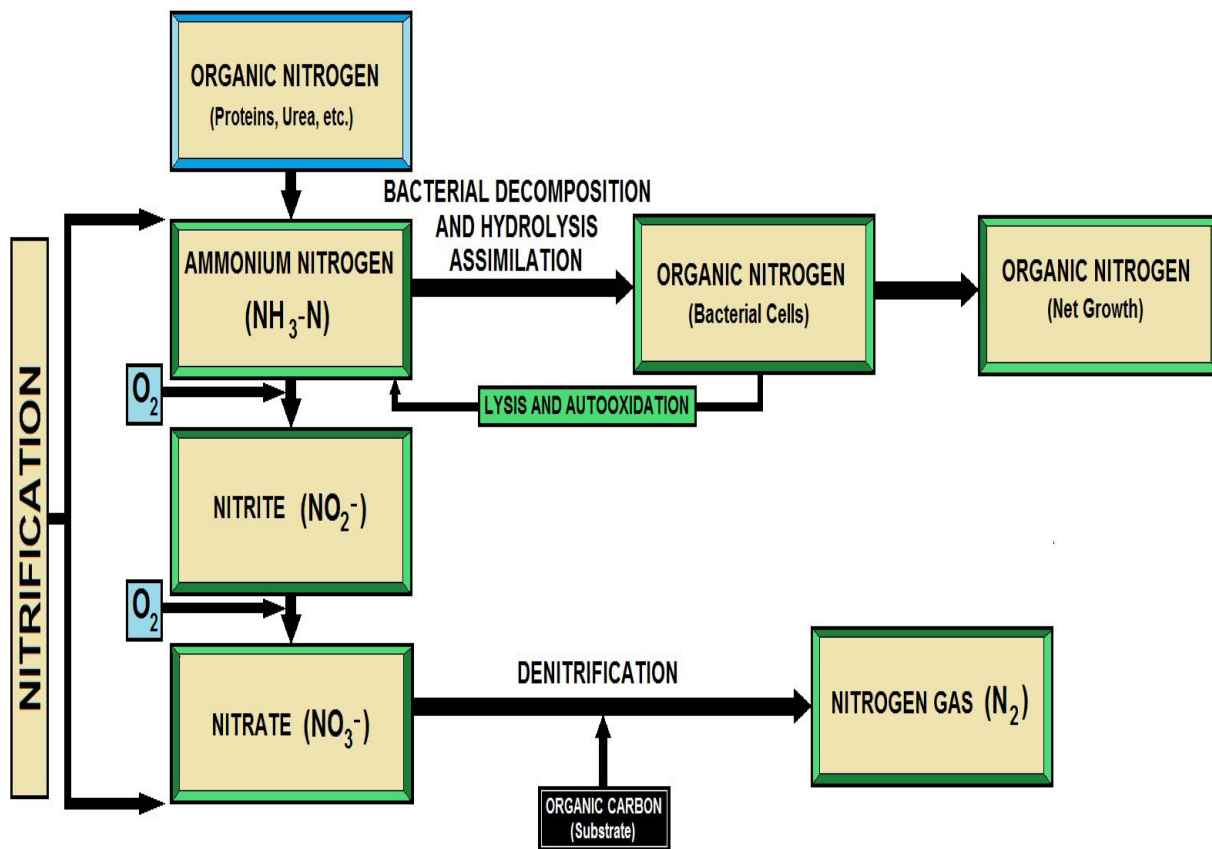 ORGANIC NITROGEN
(Proteins, Urea, etc.)
BACTERIAL DECOMPOSITION
AND HYDROLYSIS
ASSIMILATION
AMMONIUM NITROGEN
(NH3-N)
ORGANIC NITROGEN
(Bacterial Cells)
ORGANIC NITROGEN
(Net Growth)
NITRIFICATION
O2
LYSIS AND AUTOOXIDATION
NITRITE (NO2-)
O2
NITRATE (NO3-)
DENITRIFICATION
NITROGEN GAS (N2)
ORGANIC CARBON
(Substrate)